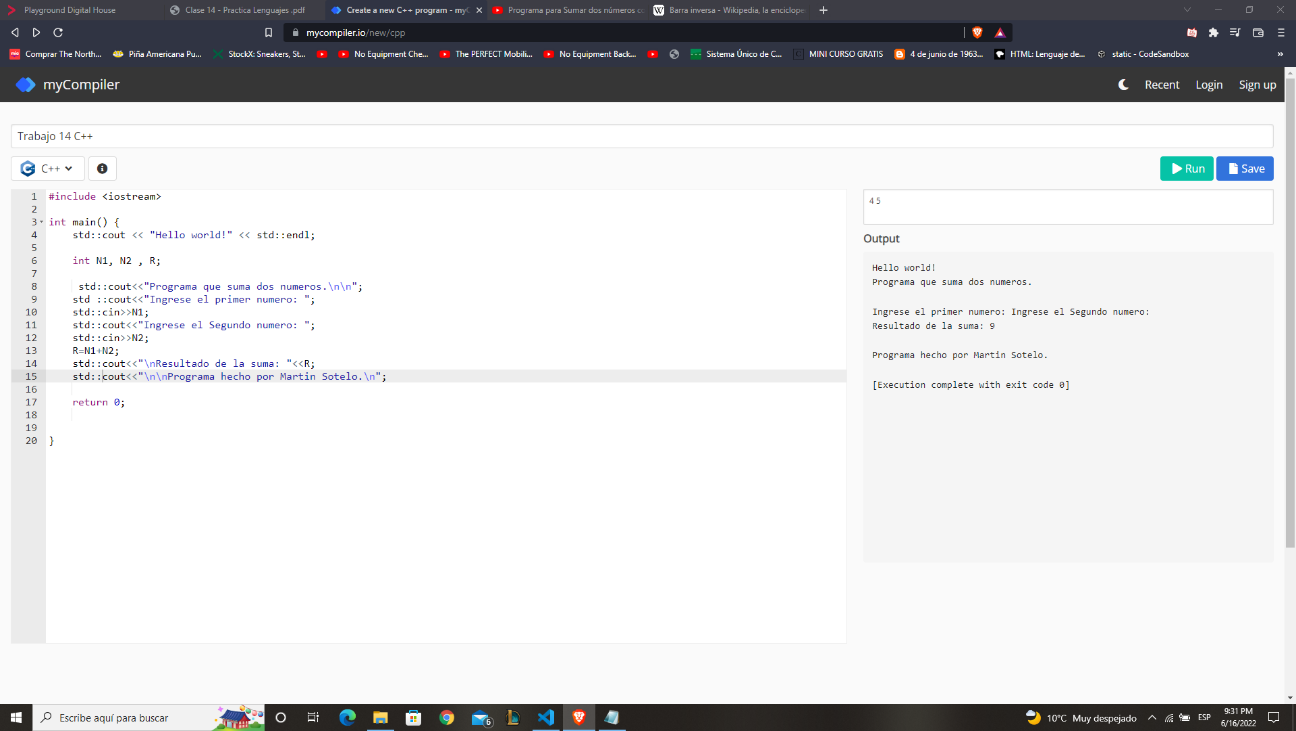 Playground Digital House
Clase 14 - Practica Lenguajes .pdf
Create a new C++ program - myC
Programa para Sumar dos números co
Barra inversa - Wikipedia, la enciclope
mycompiler.io/new/cpp
Comprar The North...
Piña Americana Pu...
StockX: Sneakers, St...
No Equipment Che...
The PERFECT Mobili...
No Equipment Back...
Sistema Único de C...
MINI CURSO GRATIS
4 de junio de 1963...
HTML: Lenguaje de...
static - CodeSandbox
»
myCompiler
Recent
Login
Sign up
Trabajo 14 C++
C++
Run
Save
1 #include <iostream>
2
3 int main() {
4 std::cout << "Hello world!" << std::endl;
5
6 int N1, N2 , R;
7
8 std::cout<<"Programa que suma dos numeros.\n\n";
9 std ::cout<<"Ingrese el primer numero: ";
10 std::cin>>N1;
11 std::cout<<"Ingrese el Segundo numero: ";
12 std::cin>>N2;
13 R=N1+N2;
14 std::cout<<"\nResultado de la suma: "<<R;
15 std::cout<<"\n\nPrograma hecho por Martin Sotelo.\n";
16
17 return 0;
18
19
20 }
4 5
Output
Hello world!
Programa que suma dos numeros.
Ingrese el primer numero: Ingrese el Segundo numero:
Resultado de la suma: 9
Programa hecho por Martin Sotelo.
[Execution complete with exit code 0]
Escribe aquí para buscar
6
10°C Muy despejado
ESP
9:31 PM
6/16/2022